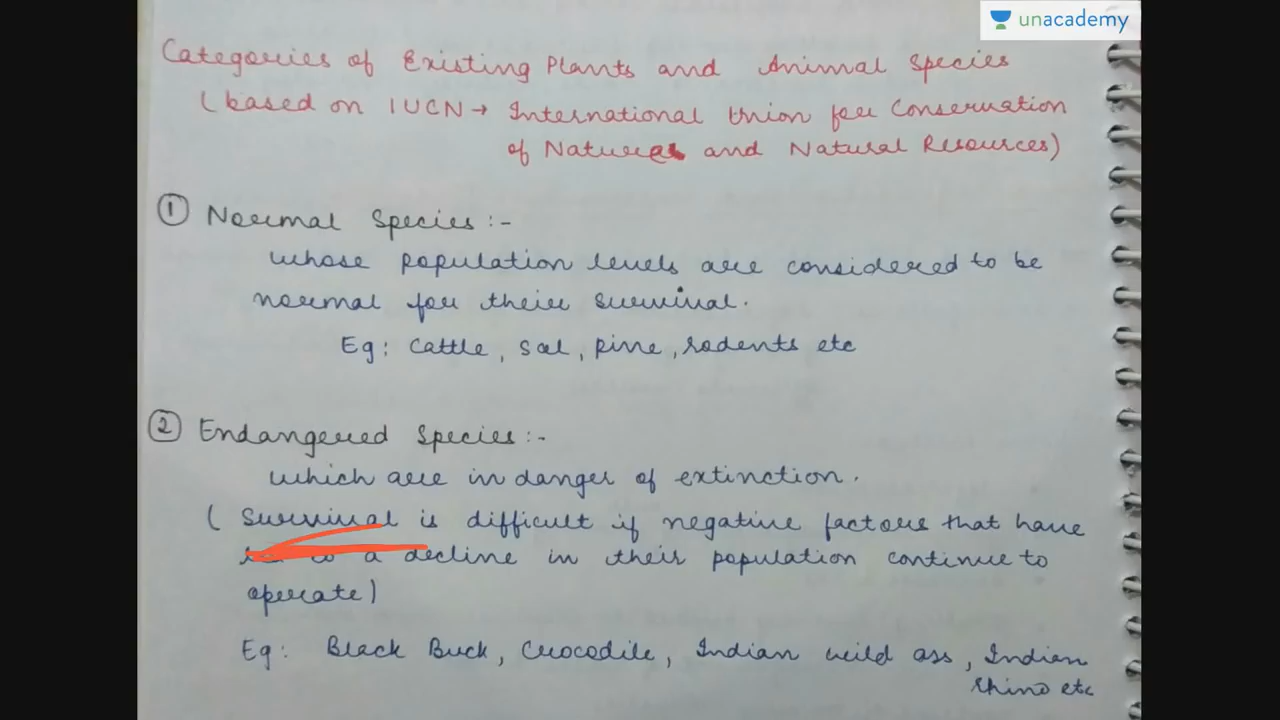 unacademy
Categories of Existing Plants and Animal Species
(based on IUCN → International Union for Conservation
of Nature and Natural Resources)
① Normal Species :-
whose population levels are considered to be
normal for their survival.
Eg: Cattle, Sal, Pine, rodents etc
② Endangered Species :-
which are in danger of extinction.
( Survival is difficult if negative factors that have
to a decline in their population continue to
operate)
Eg: Black Buck, Crocodile, Indian wild ass, Indian
rhino etc